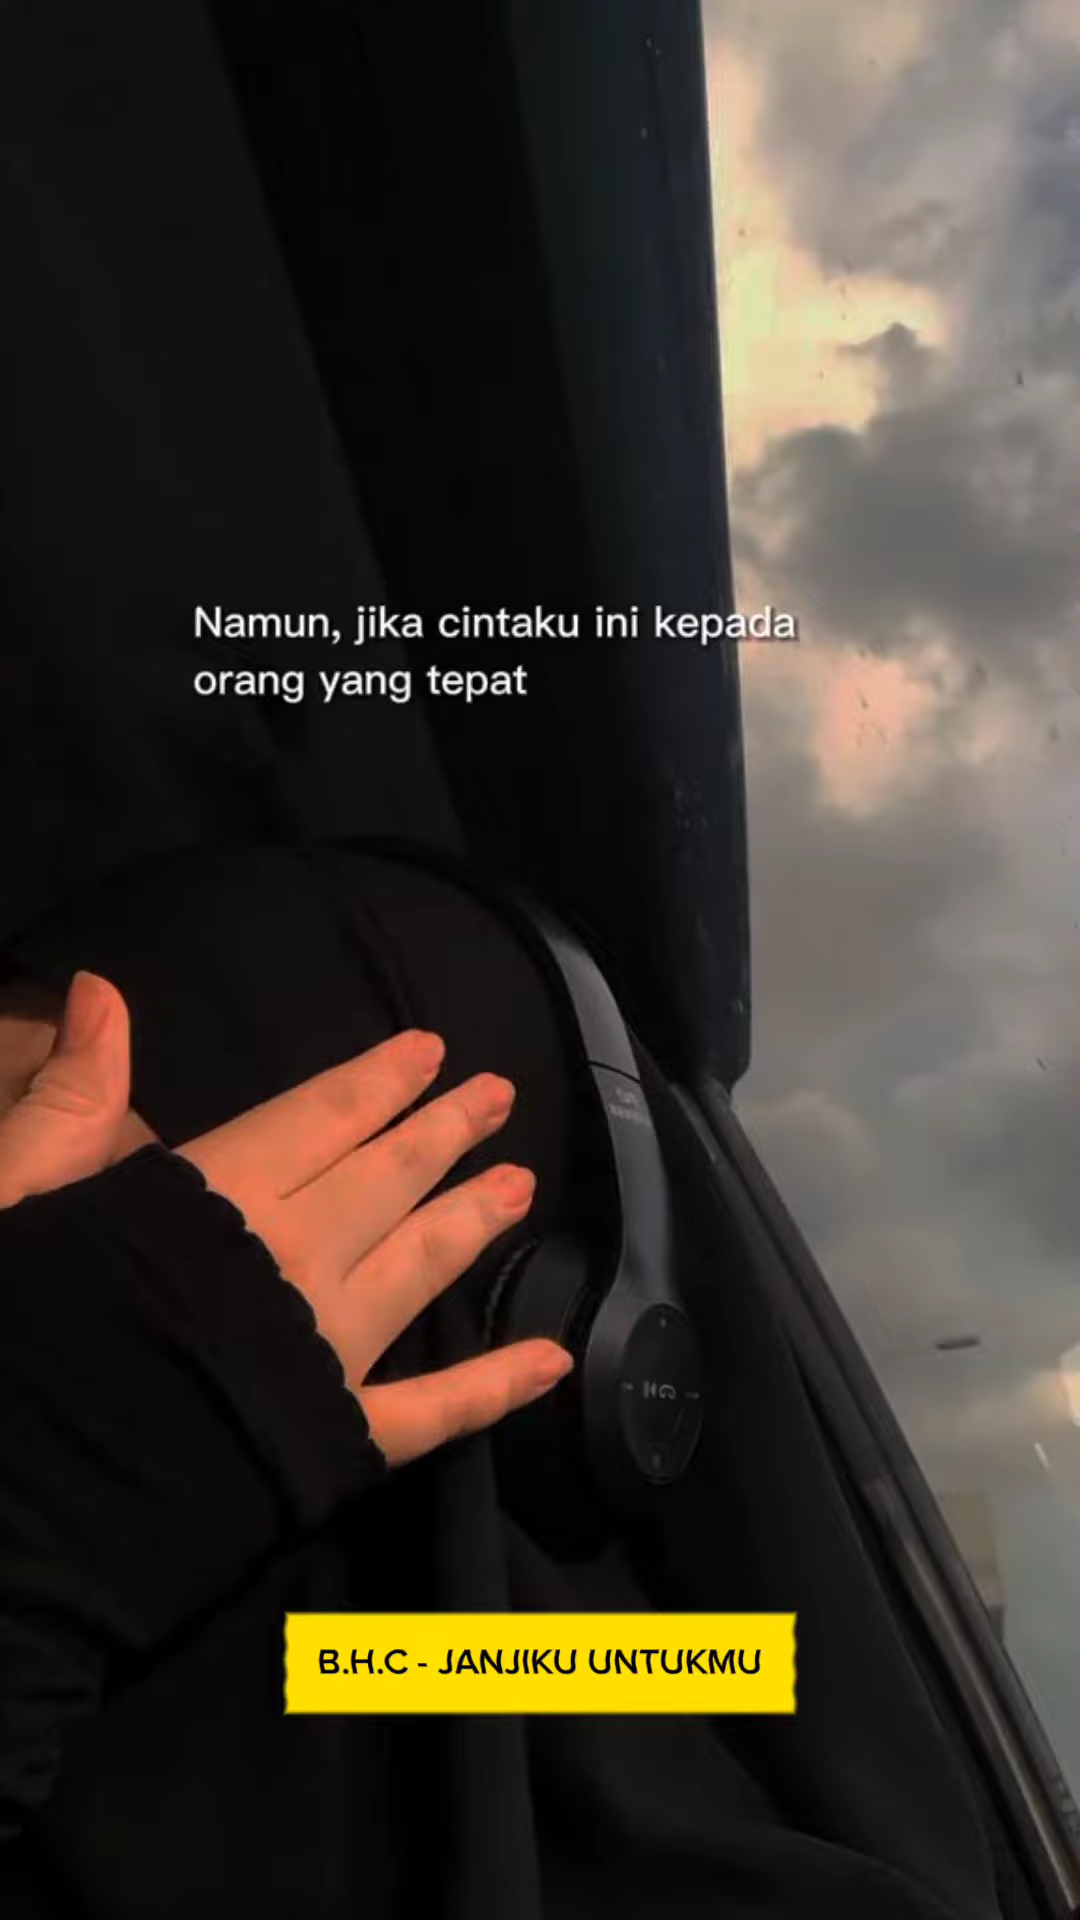 Namun, jika cintaku ini kepada
orang yang tepat
B.H.C - JANJIKU UNTUKMU